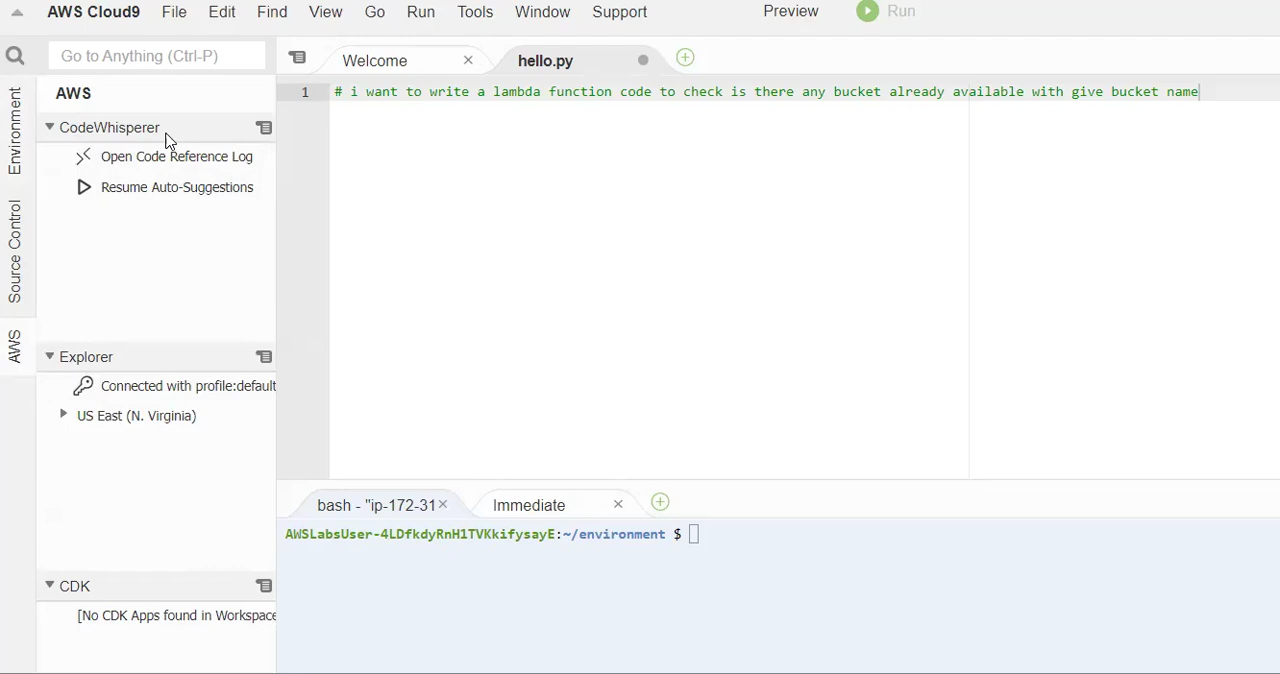 AWS Cloud9 File Edit Find View Go Run Tools Window Support Preview Run
Go to Anything (Ctrl-P)
Welcome
hello.py
AWS
1 # i want to write a lambda function code to check is there any bucket already available with give bucket name
Environment
CodeWhisperer
Open Code Reference Log
Resume Auto-Suggestions
Source Control
AWS
Explorer
Connected with profile:default
US East (N. Virginia)
bash - "ip-172-31
Immediate
AWSLabsUser-4LDfkdyRnH1TVKkifysayE:~/environment $
CDK
[No CDK Apps found in Workspace